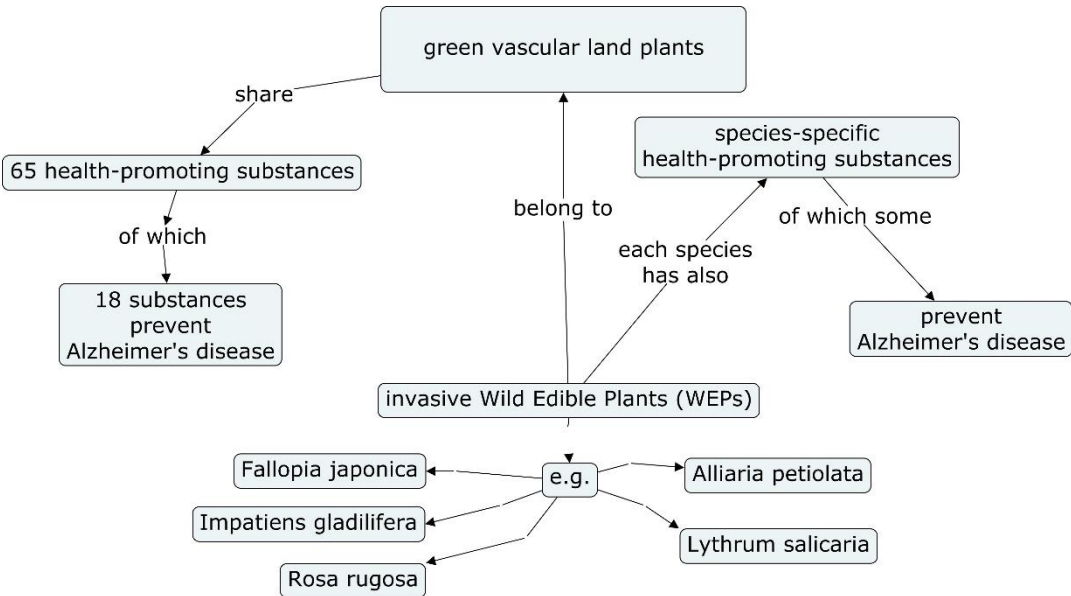 green vascular land plants
share
species-specific
health-promoting substances
65 health-promoting substances
belong to
of which some
of which
each species
has also
18 substances
prevent
Alzheimer's disease
prevent
Alzheimer's disease
invasive Wild Edible Plants (WEPs)
Fallopia japonica
e.g.
Alliaria petiolata
Impatiens gladilifera
Lythrum salicaria
Rosa rugosa